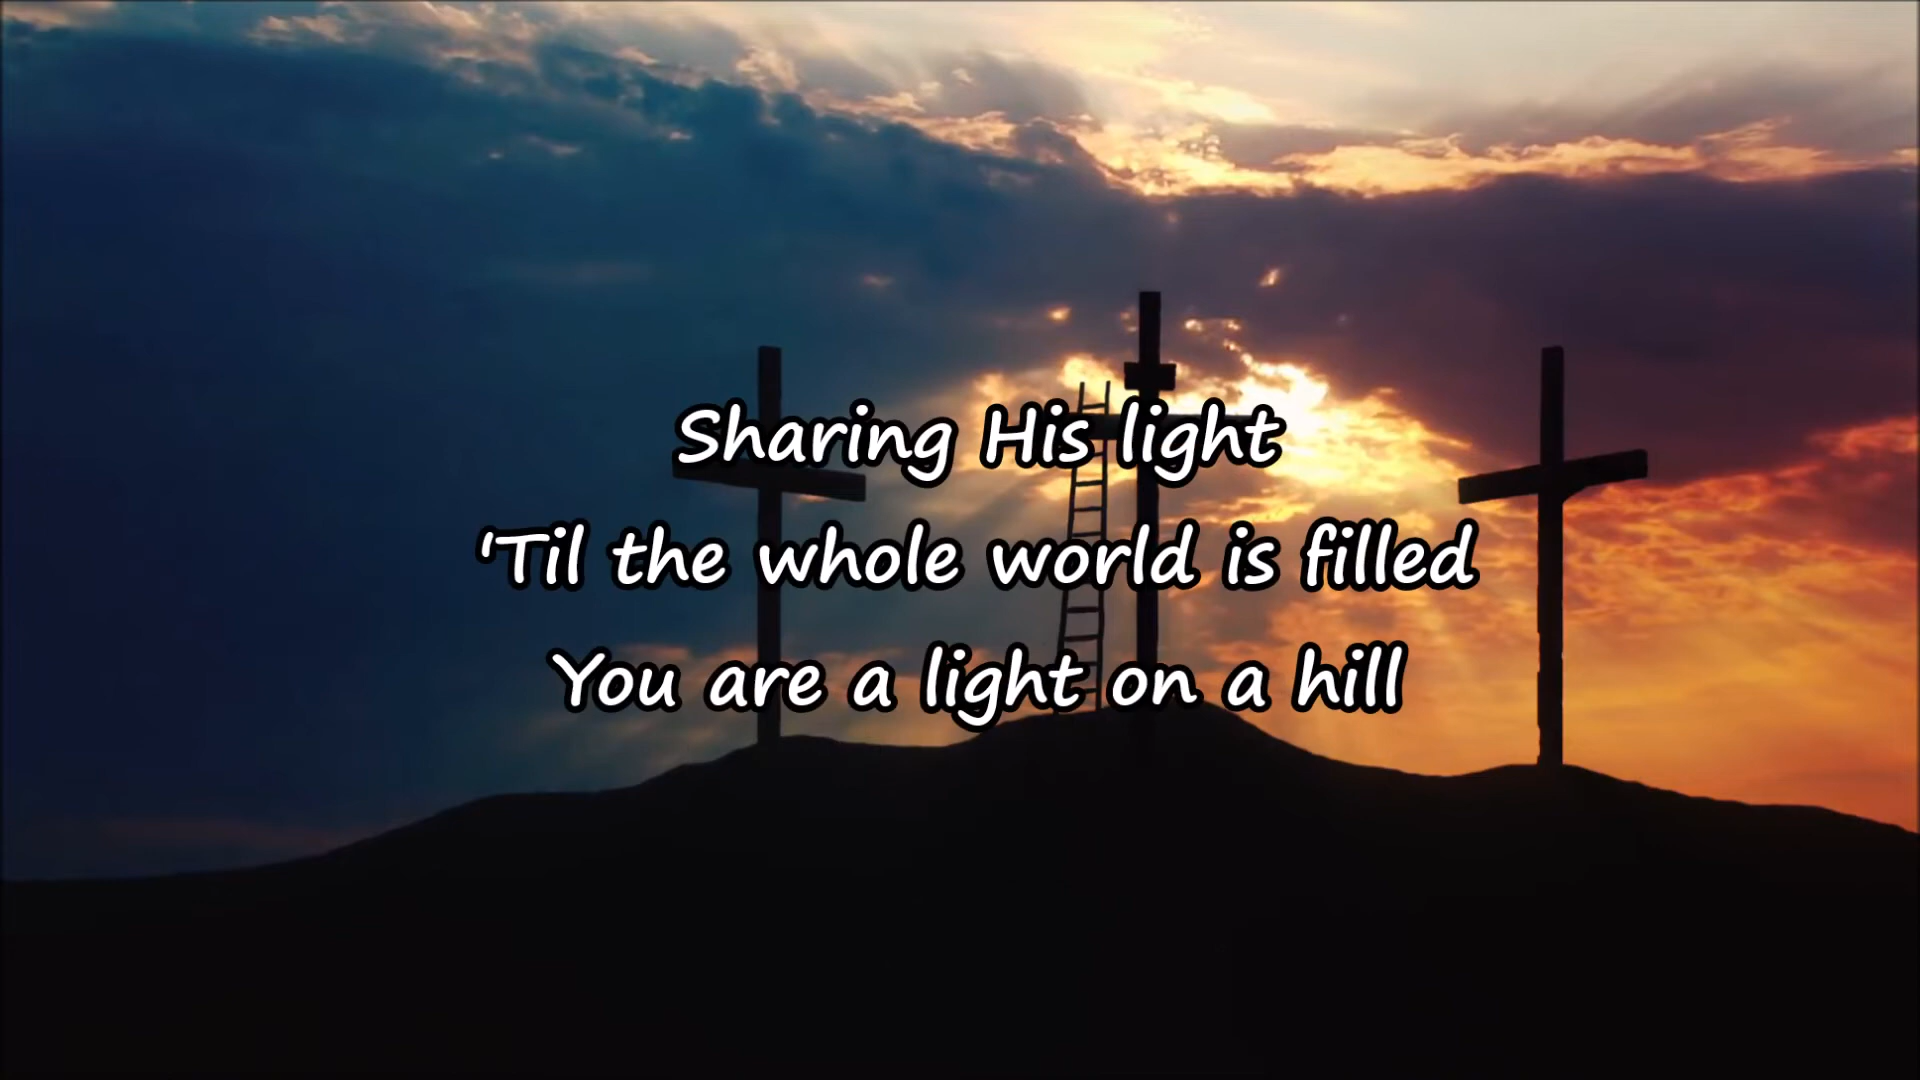 Sharing His light
'Til the whole world is filled
You are a light on a hill